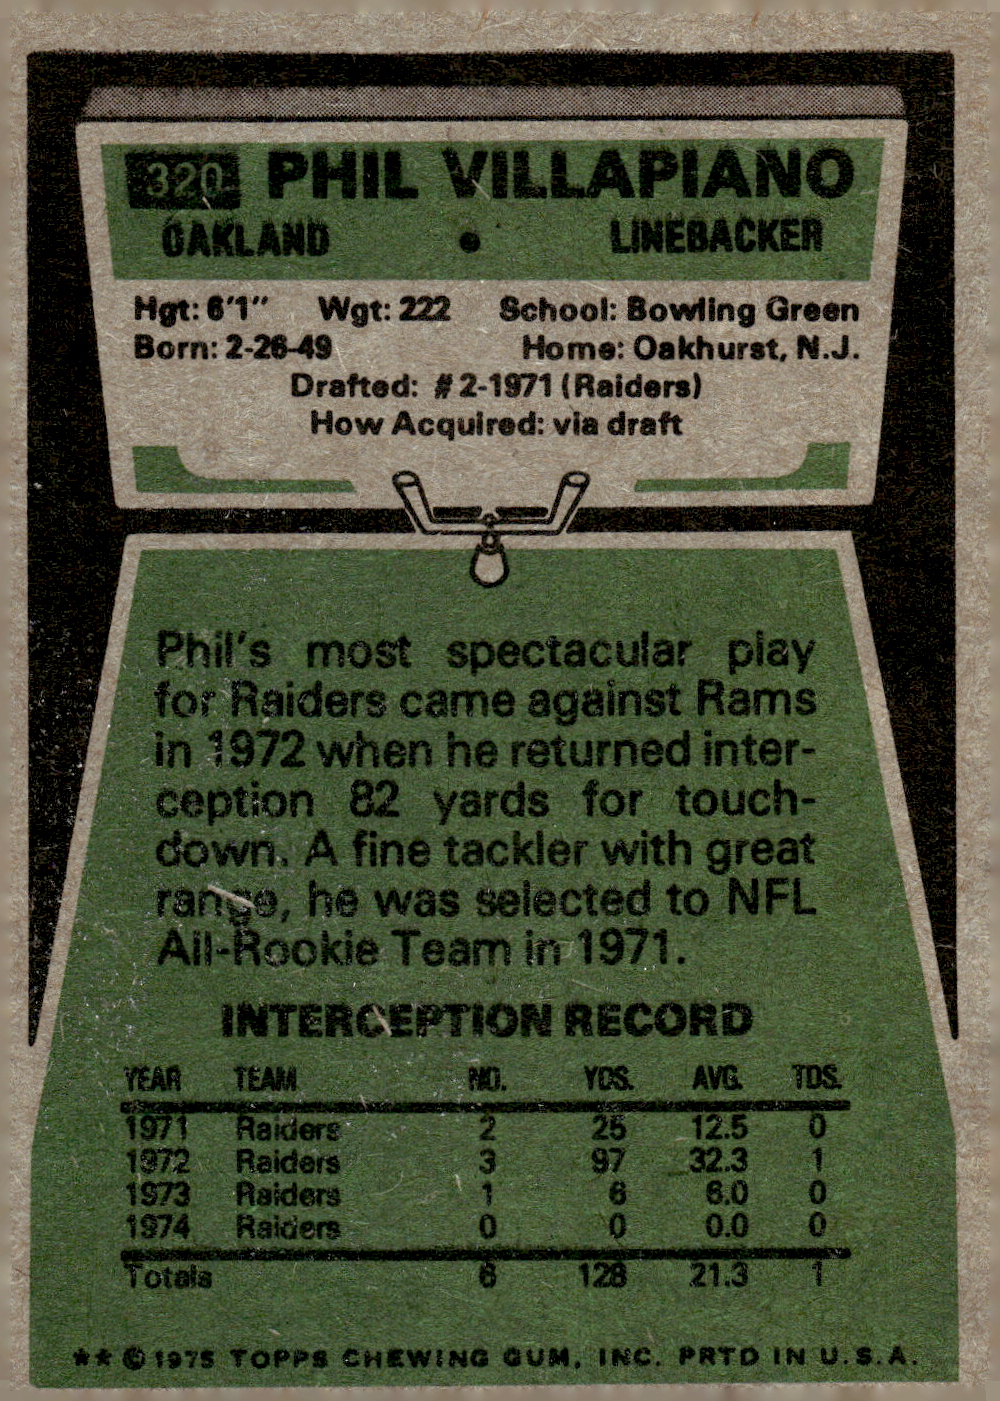 320 PHIL VILLAPIANO
OAKLAND • LINEBACKER
Hgt: 6'1" Wgt: 222 School: Bowling Green
Born: 2-26-49 Home: Oakhurst, N.J.
Drafted: #2-1971 (Raiders)
How Acquired: via draft
Phil's most spectacular play
for Raiders came against Rams
in 1972 when he returned inter-
ception 82 yards for touch-
down. A fine tackler with great
range, he was selected to NFL
All-Rookie Team in 1971.
INTERCEPTION RECORD
YEAR TEAM NO. YDS. AVG. TDS.
1971 Raiders 2 25 12.5 0
1972 Raiders 3 97 32.3 1
1973 Raiders 1 6 6.0 0
1974 Raiders 0 0 0.0 0
Totals 6 128 21.3 1
** © 1975 TOPPS CHEWING GUM, INC. PRTD IN U.S.A.